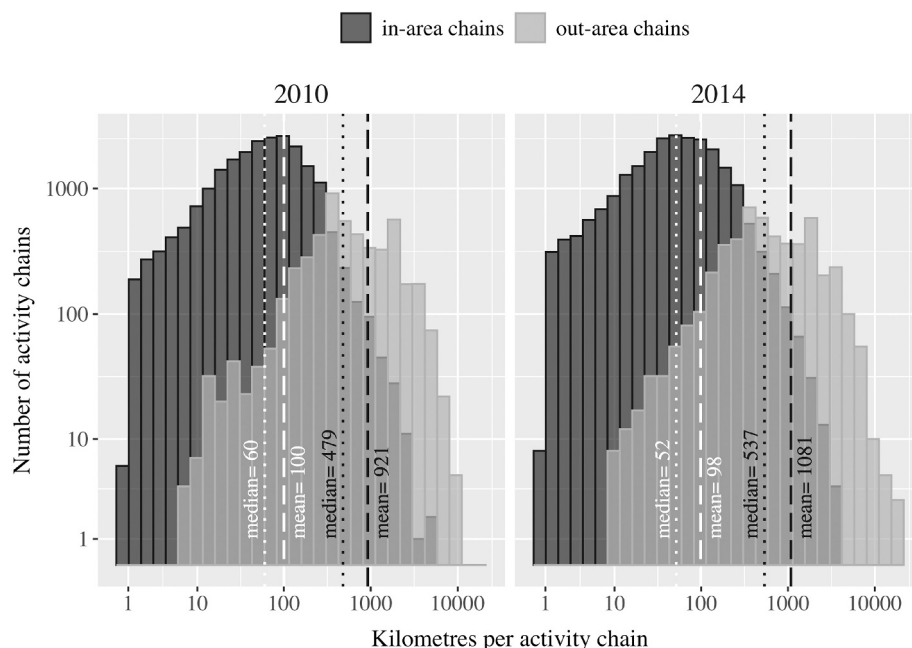 in-area chains out-area chains
2010 2014
Number of activity chains
1000
100
10
1
median= 60
mean= 100
median= 479
mean= 921
median= 52
mean= 98
median= 537
mean= 1081
1 10 100 1000 10000 1 10 100 1000 10000
Kilometres per activity chain